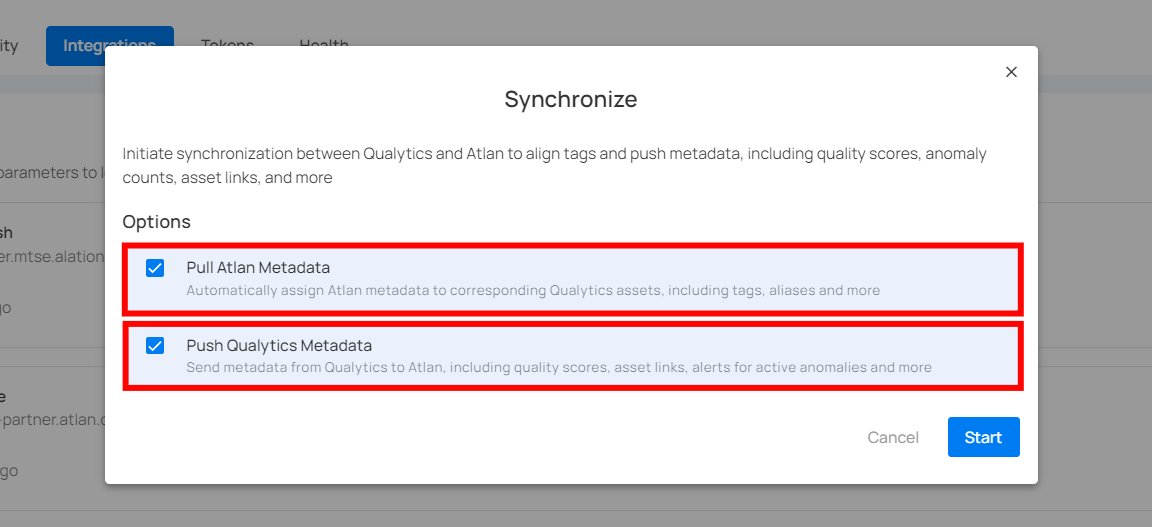 ity Integrations Tokens Health
Synchronize
Initiate synchronization between Qualytics and Atlan to align tags and push metadata, including quality scores, anomaly
counts, asset links, and more
parameters to
Options
sh
er.mtse.alation
Pull Atlan Metadata
Automatically assign Atlan metadata to corresponding Qualytics assets, including tags, aliases and more
go
Push Qualytics Metadata
Send metadata from Qualytics to Atlan, including quality scores, asset links, alerts for active anomalies and more
e
-partner.atlan.c
Cancel Start
go